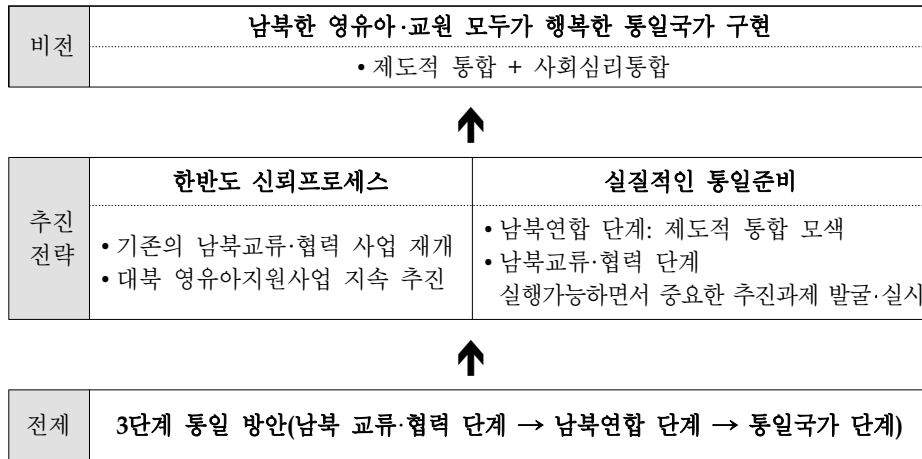 비전
남북한 영유아·교원 모두가 행복한 통일국가 구현
• 제도적 통합 + 사회심리통합
추진
전략
한반도 신뢰프로세스
• 기존의 남북교류·협력 사업 재개
• 대북 영유아지원사업 지속 추진
실질적인 통일준비
• 남북연합 단계: 제도적 통합 모색
• 남북교류·협력 단계
실행가능하면서 중요한 추진과제 발굴·실시
전제
3단계 통일 방안(남북 교류·협력 단계 → 남북연합 단계 → 통일국가 단계)